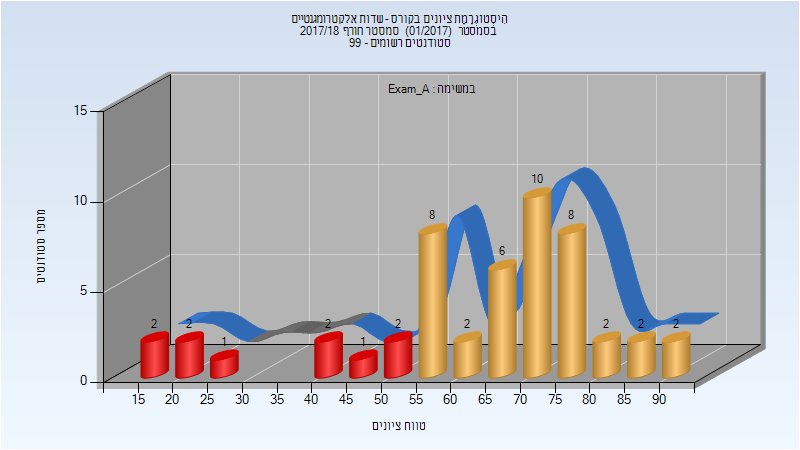 היסטוגרמת ציונים בקורס - שדות אלקטרומגנטיים
בסמסטר (01/2017) סמסטר חורף 2017/18
סטודנטים רשומים - 99
במשימה : Exam_A
15
10
5
0
מספר סטודנטים
2 2 1 2 1 2 8 2 6 10 8 2 2 2
15 20 25 30 35 40 45 50 55 60 65 70 75 80 85 90
טווח ציונים